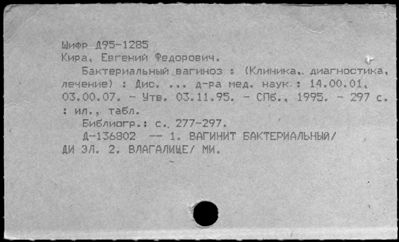 Шифр Д95-1285
Кира, Евгений Федорович.
Бактериальный вагиноз : (Клиника, диагностика,
лечение) : Дис. ... д-ра мед. наук : 14.00.01,
03.00.07. - Утв. 03.11.95. - СПб., 1995. - 297 с.
: ил., табл.
Библиогр.: с. 277-297.
Д-136802 -- 1. ВАГИНИТ БАКТЕРИАЛЬНЫЙ/
ДИ ЭЛ. 2. ВЛАГАЛИЩЕ/ МИ.